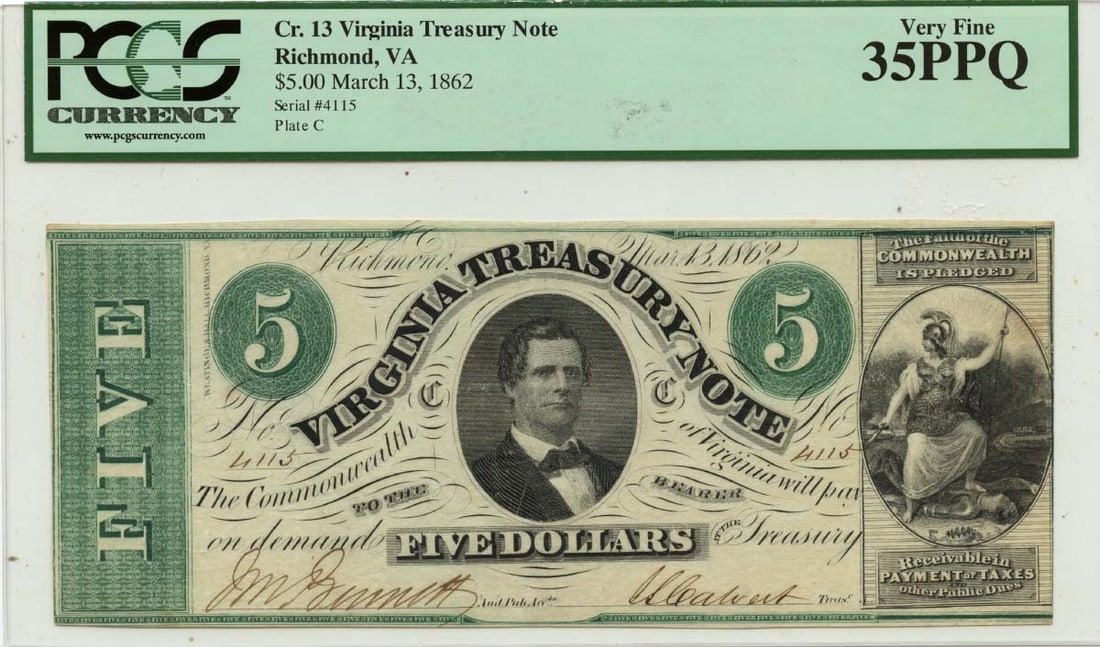 PCGS
CURRENCY
www.pcgscurrency.com
Cr. 13 Virginia Treasury Note
Richmond, VA
$5.00 March 13, 1862
Serial #4115
Plate C
Very Fine
35PPQ
Richmond, Mar. 13, 1862
VIRGINIA TREASURY NOTE
FIVE
5
5
C
C
No. 4115
No. 4115
The Commonwealth of Virginia will pay
TO THE BEARER
on demand FIVE DOLLARS AT THE Treasury
Aud. Pub. Accts.
Treasr.
The Faith of the
COMMONWEALTH
IS PLEDGED
Receivable in
PAYMENT OF TAXES
AND
other Public Dues